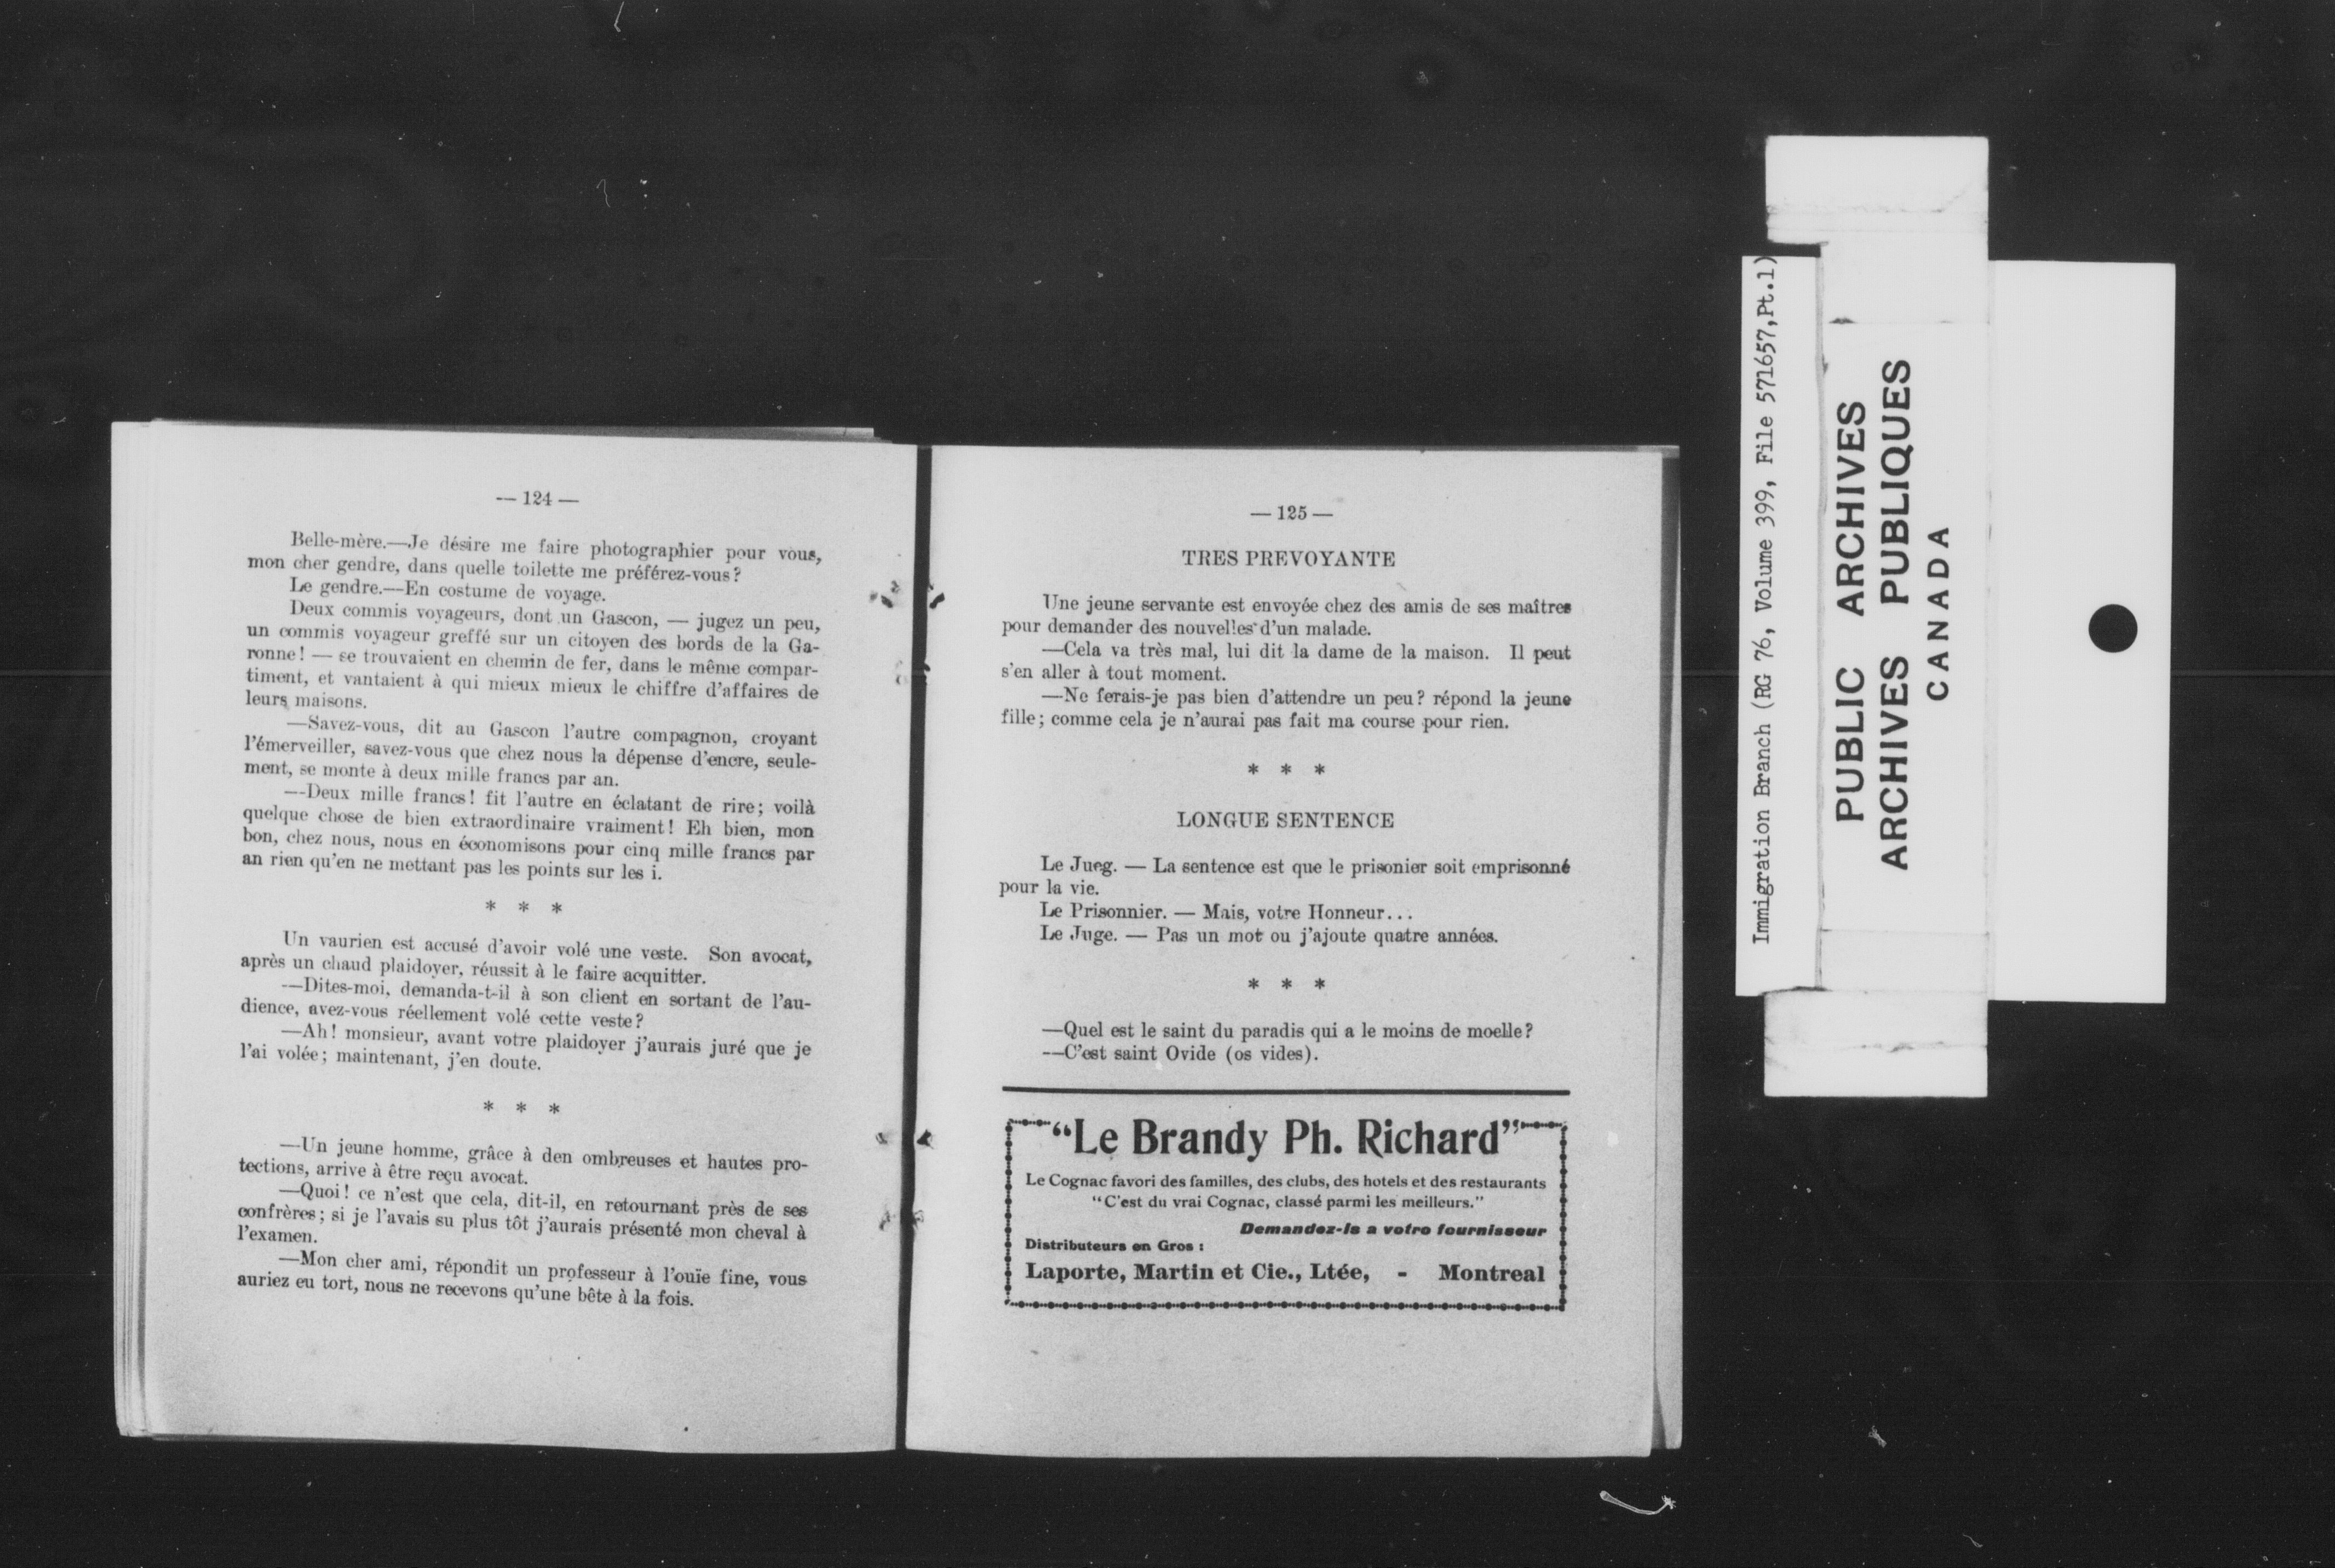 — 124 —
Belle-mère.—Je désire me faire photographier pour vous,
mon cher gendre, dans quelle toilette me préférez-vous?
Le gendre.—En costume de voyage.
Deux commis voyageurs, dont un Gascon, — jugez un peu,
un commis voyageur greffé sur un citoyen des bords de la Ga-
ronne! — se trouvaient en chemin de fer, dans le même compar-
timent, et vantaient à qui mieux mieux le chiffre d'affaires de
leurs maisons.
—Savez-vous, dit au Gascon l'autre compagnon, croyant
l'émerveiller, savez-vous que chez nous la dépense d'encre, seule-
ment, se monte à deux mille francs par an.
—Deux mille francs! fit l'autre en éclatant de rire; voilà
quelque chose de bien extraordinaire vraiment! Eh bien, mon
bon, chez nous, nous en économisons pour cinq mille francs par
an rien qu'en ne mettant pas les points sur les i.
* * *
Un vaurien est accusé d'avoir volé une veste. Son avocat,
après un chaud plaidoyer, réussit à le faire acquitter.
—Dites-moi, demanda-t-il à son client en sortant de l'au-
dience, avez-vous réellement volé cette veste?
—Ah! monsieur, avant votre plaidoyer j'aurais juré que je
l'ai volée; maintenant, j'en doute.
* * *
—Un jeune homme, grâce à den ombreuses et hautes pro-
tections, arrive à être reçu avocat.
—Quoi! ce n'est que cela, dit-il, en retournant près de ses
confrères; si je l'avais su plus tôt j'aurais présenté mon cheval à
l'examen.
—Mon cher ami, répondit un professeur à l'ouïe fine, vous
auriez eu tort, nous ne recevons qu'une bête à la fois.
— 125 —
TRES PREVOYANTE
Une jeune servante est envoyée chez des amis de ses maîtres
pour demander des nouvelles d'un malade.
—Cela va très mal, lui dit la dame de la maison. Il peut
s'en aller à tout moment.
—Ne ferais-je pas bien d'attendre un peu? répond la jeune
fille; comme cela je n'aurai pas fait ma course pour rien.
* * *
LONGUE SENTENCE
Le Jueg. — La sentence est que le prisonier soit emprisonné
pour la vie.
Le Prisonnier. — Mais, votre Honneur...
Le Juge. — Pas un mot ou j'ajoute quatre années.
* * *
—Quel est le saint du paradis qui a le moins de moelle?
—C'est saint Ovide (os vides).
"Le Brandy Ph. Richard"
Le Cognac favori des familles, des clubs, des hotels et des restaurants
"C'est du vrai Cognac, classé parmi les meilleurs."
Demandez-le a votre fournisseur
Distributeurs en Gros :
Laporte, Martin et Cie., Ltée, - Montreal
Immigration Branch (RG 76, Volume 399, File 571657,Pt.1)
PUBLIC ARCHIVES
ARCHIVES PUBLIQUES
CANADA